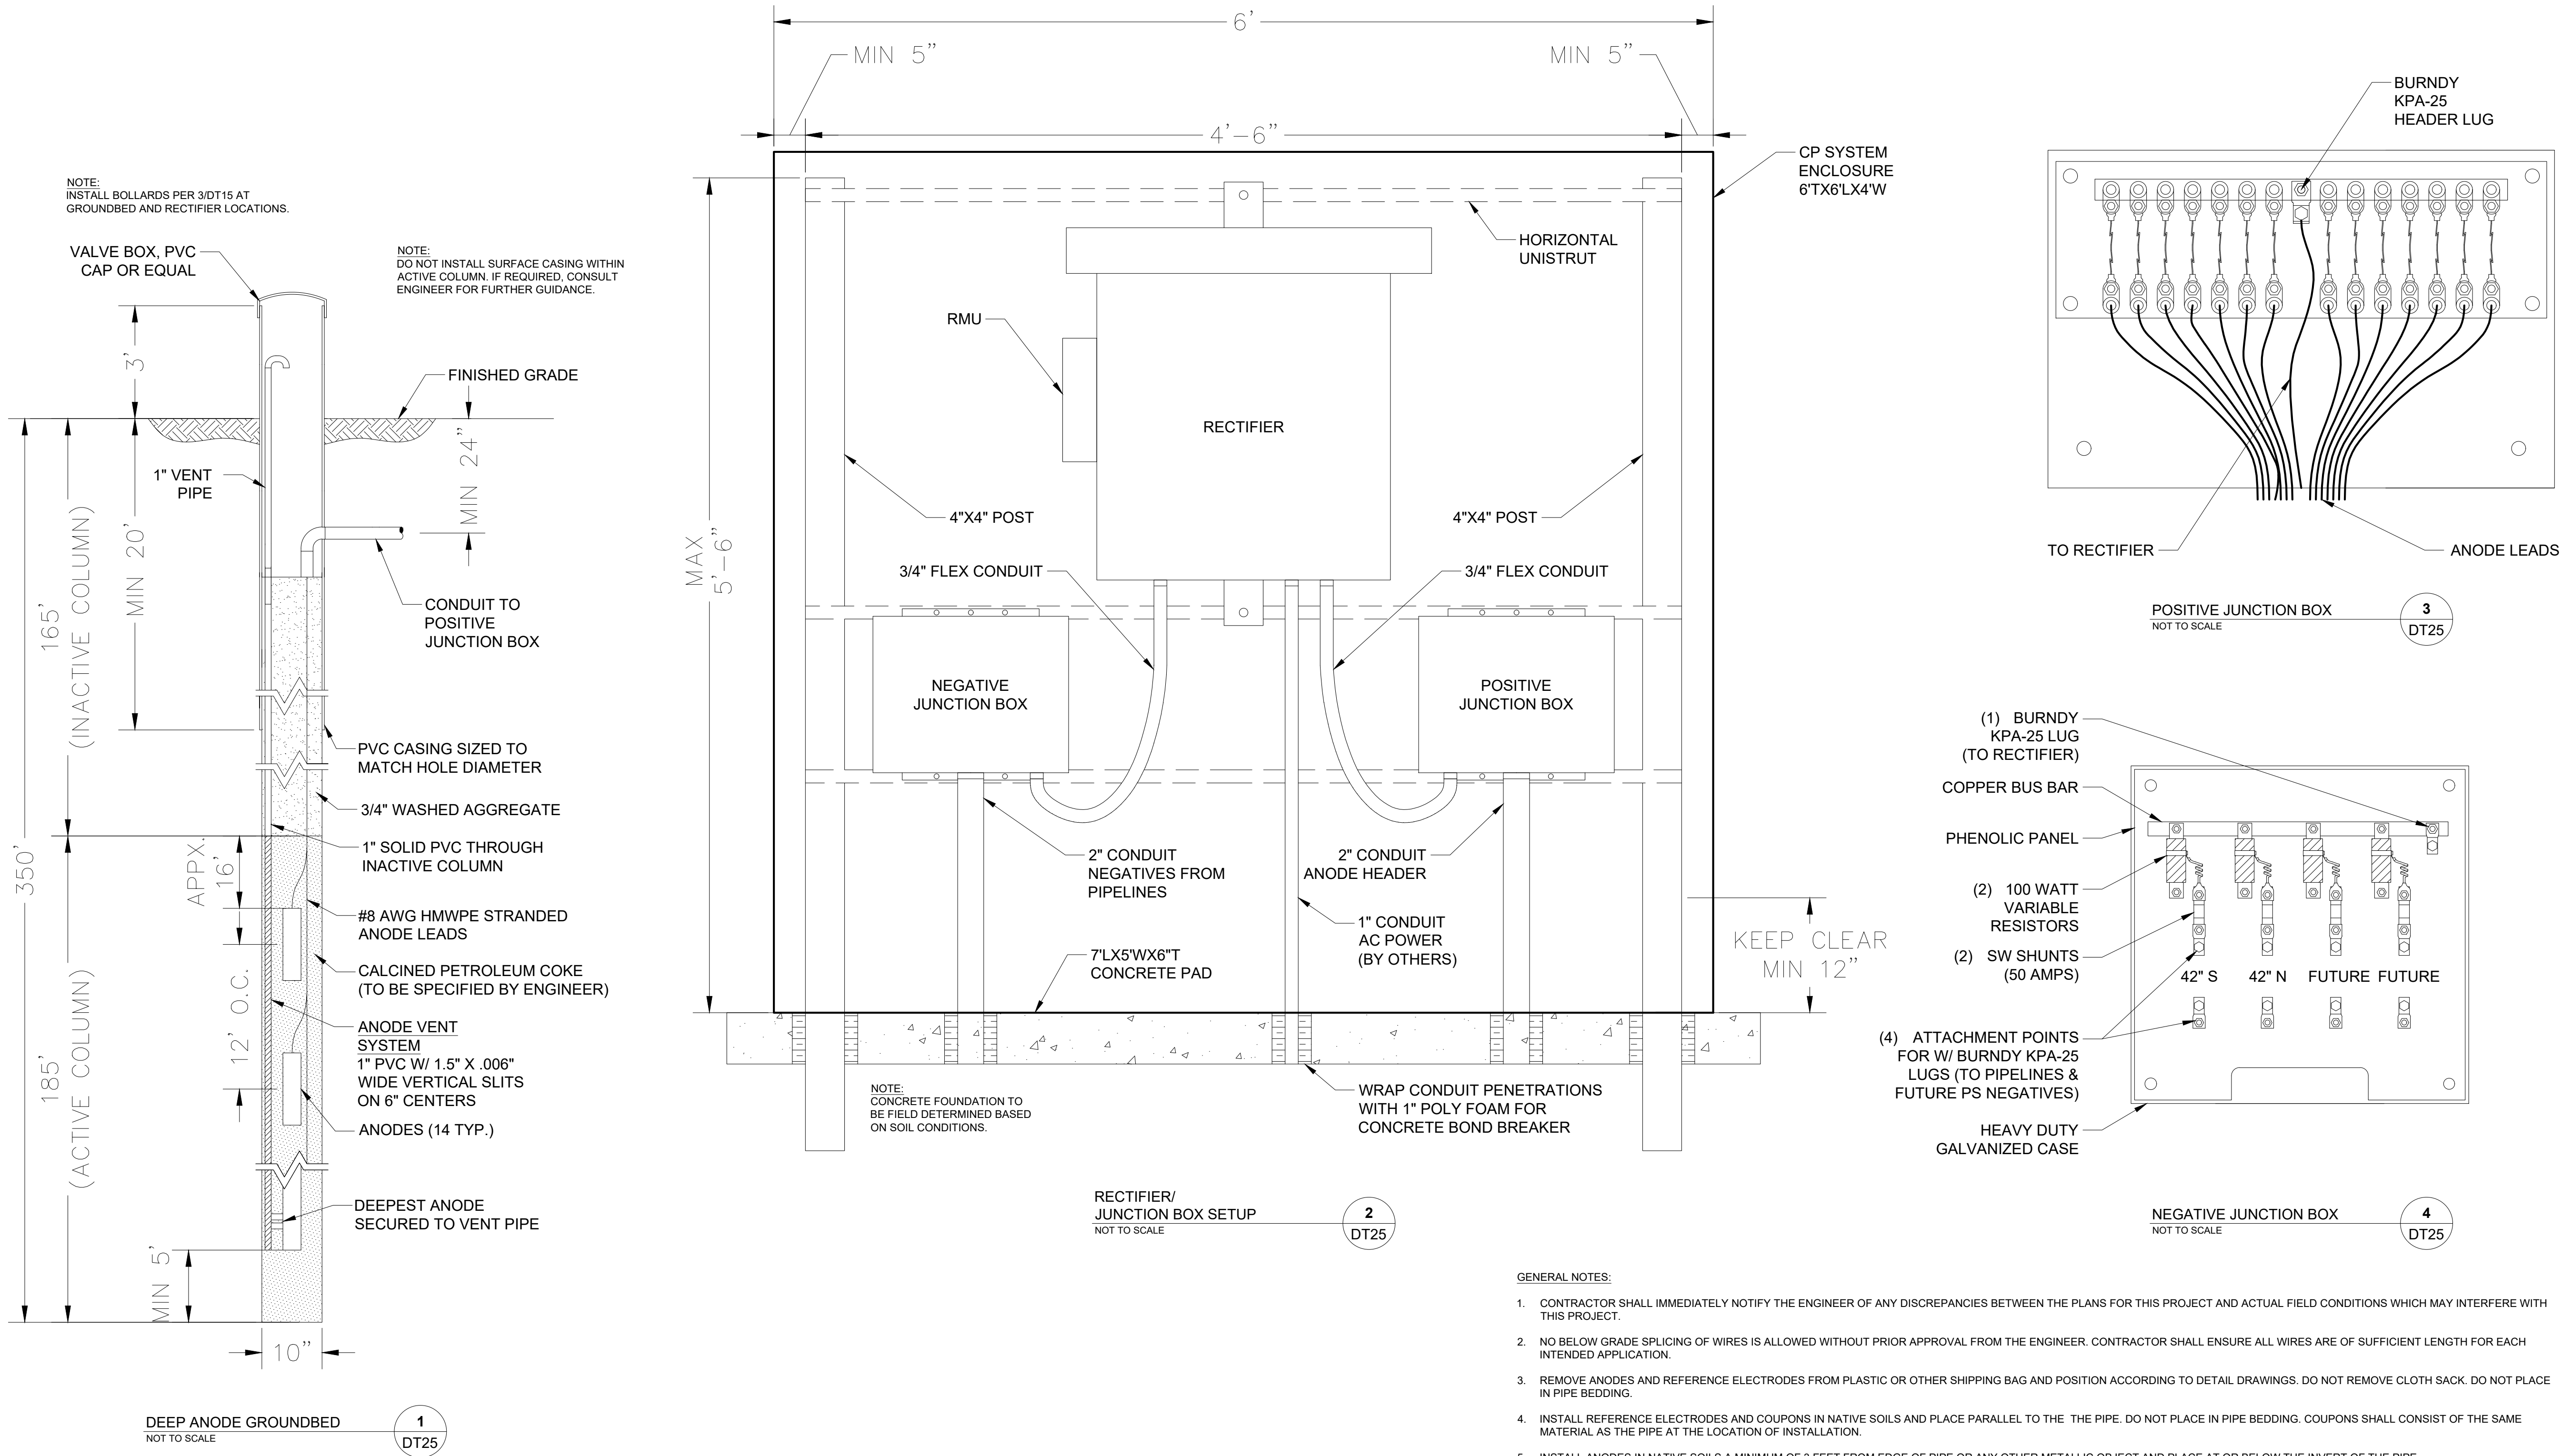 NOTE:
INSTALL BOLLARDS PER 3/DT15 AT
GROUNDBED AND RECTIFIER LOCATIONS.
VALVE BOX, PVC
CAP OR EQUAL
NOTE:
DO NOT INSTALL SURFACE CASING WITHIN
ACTIVE COLUMN. IF REQUIRED, CONSULT
ENGINEER FOR FURTHER GUIDANCE.
3'
FINISHED GRADE
MIN 24"
1" VENT
PIPE
MIN 20'
165'
(INACTIVE COLUMN)
350'
CONDUIT TO
POSITIVE
JUNCTION BOX
PVC CASING SIZED TO
MATCH HOLE DIAMETER
3/4" WASHED AGGREGATE
1" SOLID PVC THROUGH
INACTIVE COLUMN
APPX.
16'
#8 AWG HMWPE STRANDED
ANODE LEADS
CALCINED PETROLEUM COKE
(TO BE SPECIFIED BY ENGINEER)
12' O.C.
185'
(ACTIVE COLUMN)
ANODE VENT
SYSTEM
1" PVC W/ 1.5" X .006"
WIDE VERTICAL SLITS
ON 6" CENTERS
ANODES (14 TYP.)
DEEPEST ANODE
SECURED TO VENT PIPE
MIN 5'
10"
DEEP ANODE GROUNDBED
NOT TO SCALE
1
DT25
6'
MIN 5"
MIN 5"
4'-6"
CP SYSTEM
ENCLOSURE
6'TX6'LX4'W
HORIZONTAL
UNISTRUT
RMU
RECTIFIER
4"X4" POST
4"X4" POST
MAX
5'-6"
3/4" FLEX CONDUIT
3/4" FLEX CONDUIT
NEGATIVE
JUNCTION BOX
POSITIVE
JUNCTION BOX
2" CONDUIT
NEGATIVES FROM
PIPELINES
2" CONDUIT
ANODE HEADER
1" CONDUIT
AC POWER
(BY OTHERS)
7'LX5'WX6"T
CONCRETE PAD
KEEP CLEAR
MIN 12"
NOTE:
CONCRETE FOUNDATION TO
BE FIELD DETERMINED BASED
ON SOIL CONDITIONS.
WRAP CONDUIT PENETRATIONS
WITH 1" POLY FOAM FOR
CONCRETE BOND BREAKER
RECTIFIER/
JUNCTION BOX SETUP
NOT TO SCALE
2
DT25
BURNDY
KPA-25
HEADER LUG
TO RECTIFIER
ANODE LEADS
POSITIVE JUNCTION BOX
NOT TO SCALE
3
DT25
(1) BURNDY
KPA-25 LUG
(TO RECTIFIER)
COPPER BUS BAR
PHENOLIC PANEL
(2) 100 WATT
VARIABLE
RESISTORS
(2) SW SHUNTS
(50 AMPS)
42" S 42" N FUTURE FUTURE
(4) ATTACHMENT POINTS
FOR W/ BURNDY KPA-25
LUGS (TO PIPELINES &
FUTURE PS NEGATIVES)
HEAVY DUTY
GALVANIZED CASE
NEGATIVE JUNCTION BOX
NOT TO SCALE
4
DT25
GENERAL NOTES:
1. CONTRACTOR SHALL IMMEDIATELY NOTIFY THE ENGINEER OF ANY DISCREPANCIES BETWEEN THE PLANS FOR THIS PROJECT AND ACTUAL FIELD CONDITIONS WHICH MAY INTERFERE WITH
THIS PROJECT.
2. NO BELOW GRADE SPLICING OF WIRES IS ALLOWED WITHOUT PRIOR APPROVAL FROM THE ENGINEER. CONTRACTOR SHALL ENSURE ALL WIRES ARE OF SUFFICIENT LENGTH FOR EACH
INTENDED APPLICATION.
3. REMOVE ANODES AND REFERENCE ELECTRODES FROM PLASTIC OR OTHER SHIPPING BAG AND POSITION ACCORDING TO DETAIL DRAWINGS. DO NOT REMOVE CLOTH SACK. DO NOT PLACE
IN PIPE BEDDING.
4. INSTALL REFERENCE ELECTRODES AND COUPONS IN NATIVE SOILS AND PLACE PARALLEL TO THE THE PIPE. DO NOT PLACE IN PIPE BEDDING. COUPONS SHALL CONSIST OF THE SAME
MATERIAL AS THE PIPE AT THE LOCATION OF INSTALLATION.